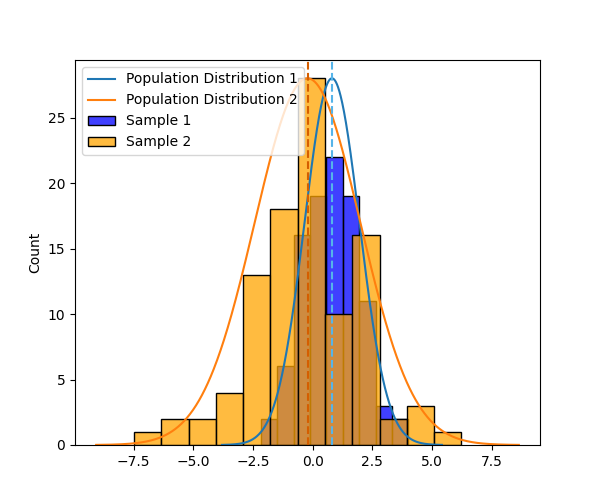 Population Distribution 1
Population Distribution 2
Sample 1
Sample 2
Count
25
20
15
10
5
0
−7.5 −5.0 −2.5 0.0 2.5 5.0 7.5